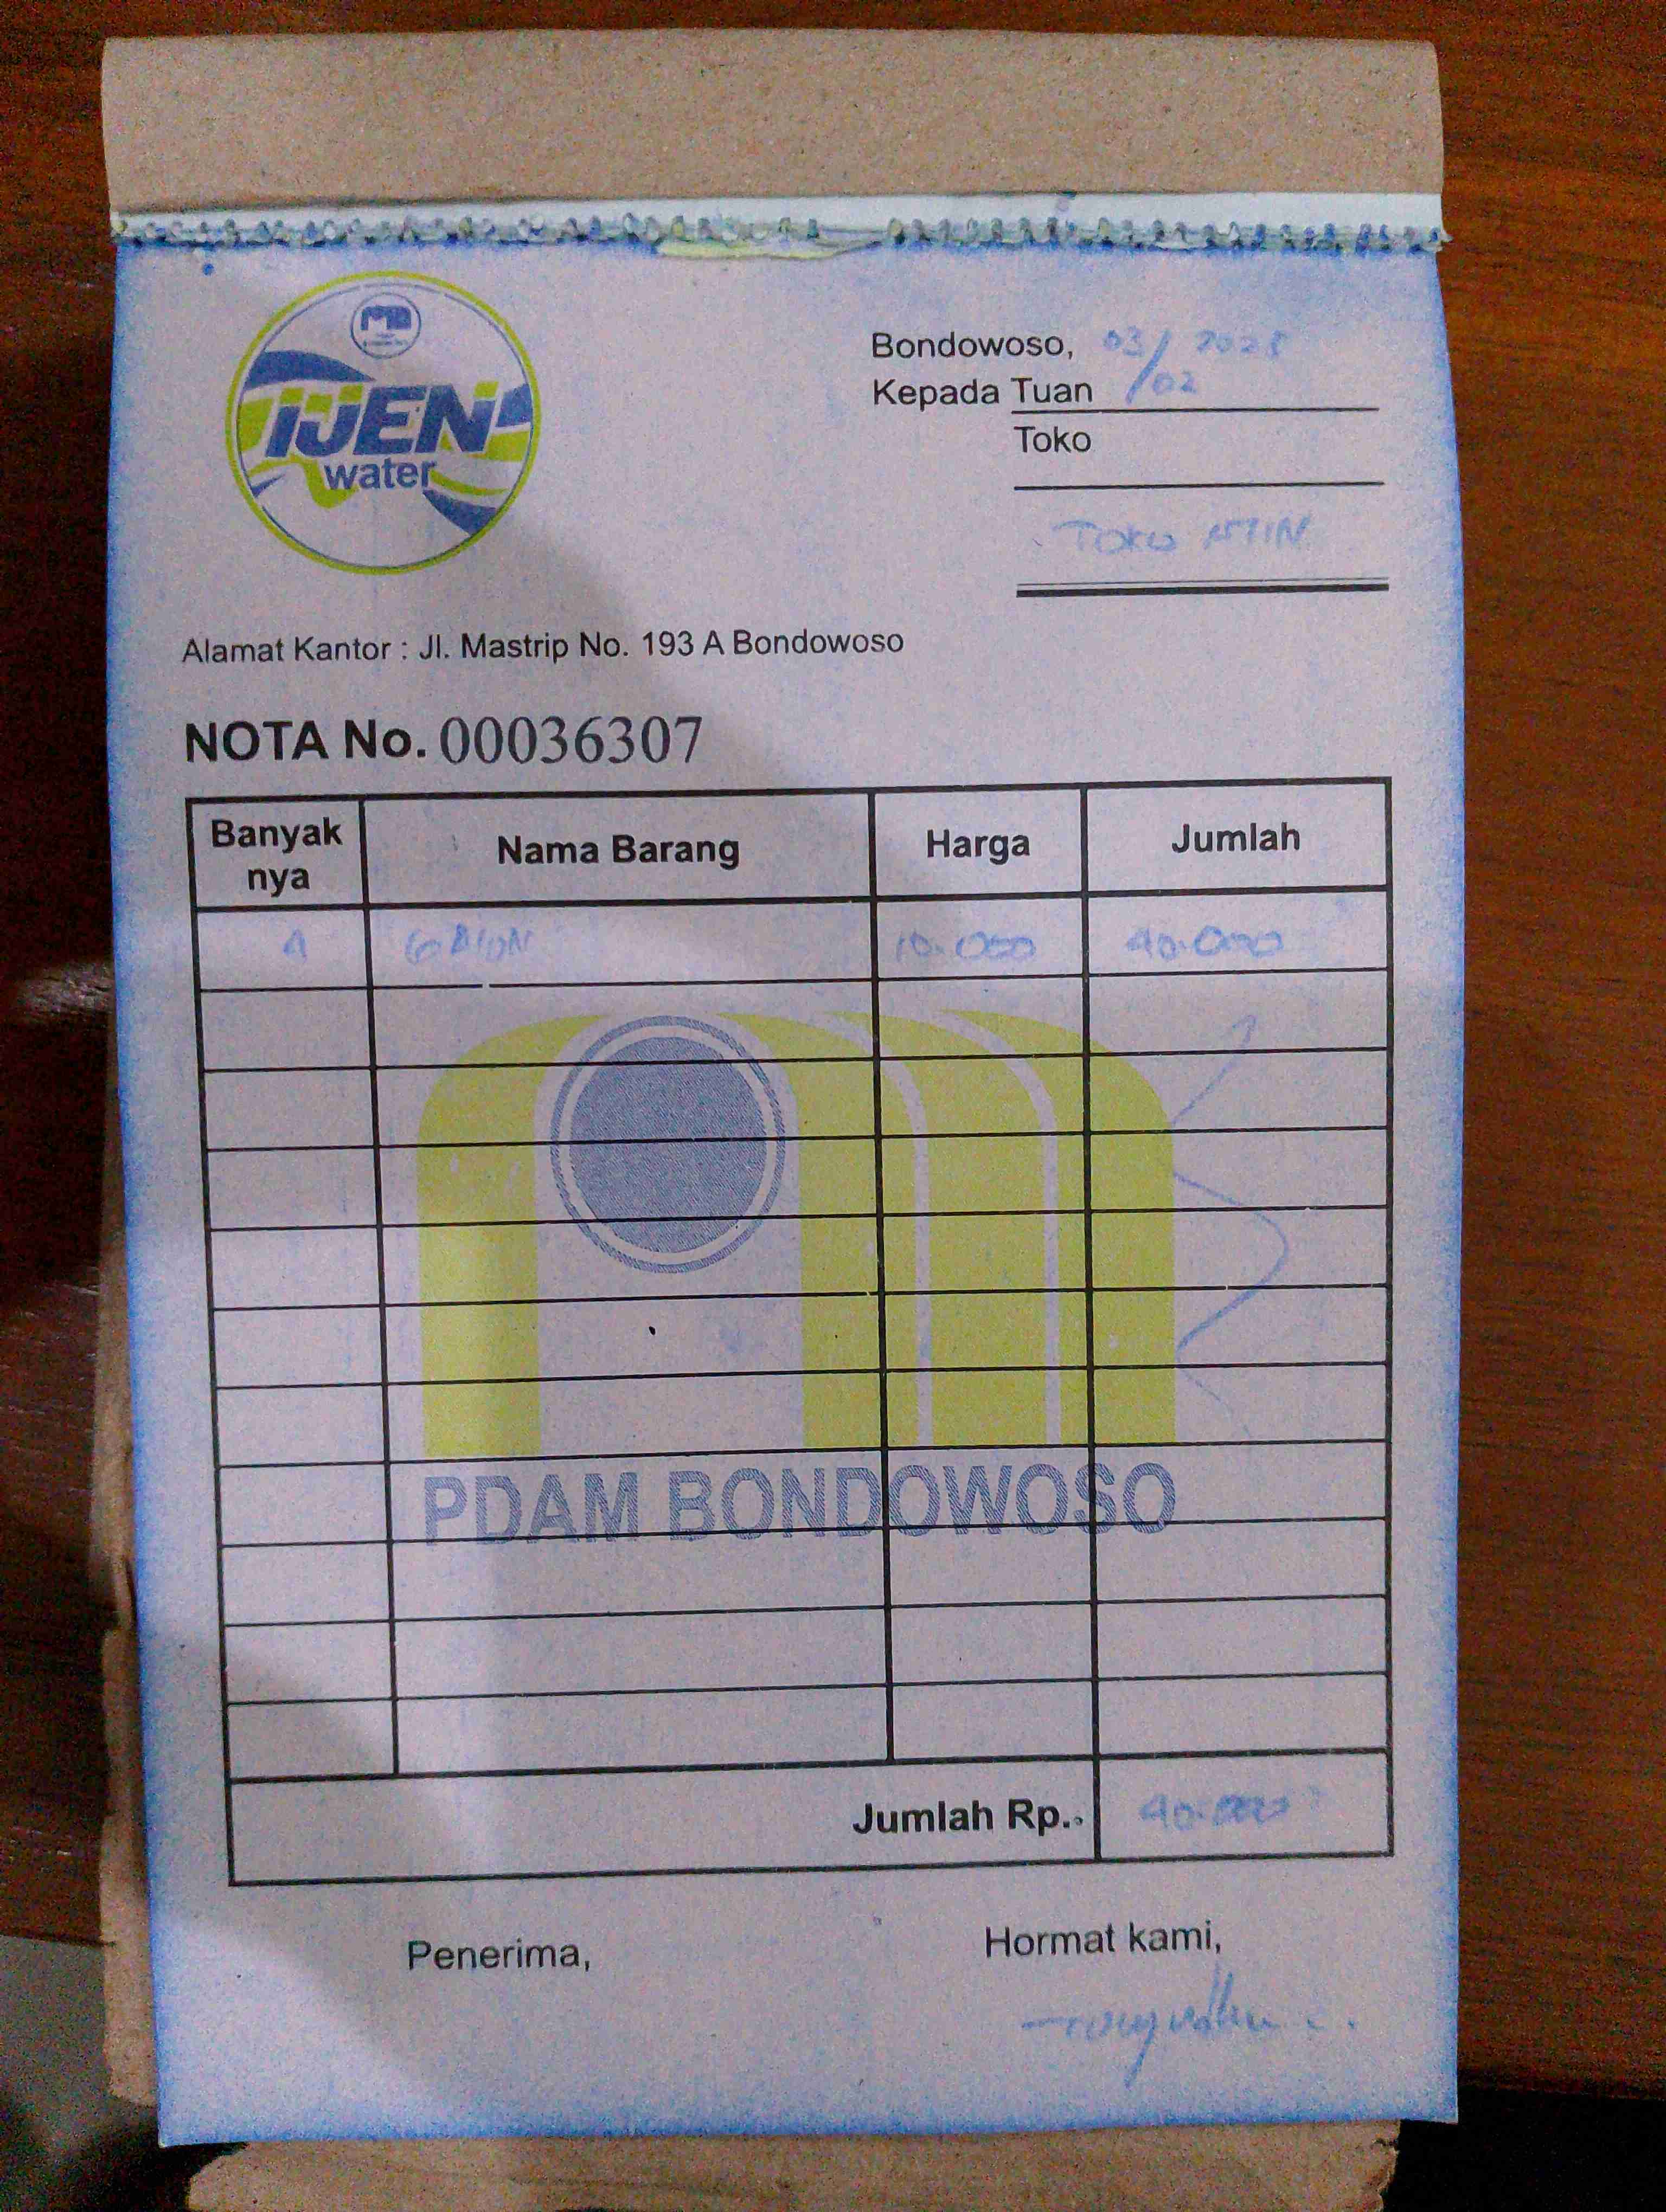 IJEN
water
Bondowoso, 03/02 2025
Kepada Tuan
Toko
Toko ATIN
Alamat Kantor : Jl. Mastrip No. 193 A Bondowoso
NOTA No. 00036307
Banyak nya Nama Barang Harga Jumlah
4 GALON 10.000 40.000
PDAM BONDOWOSO
Jumlah Rp. 40.000
Penerima, Hormat kami,